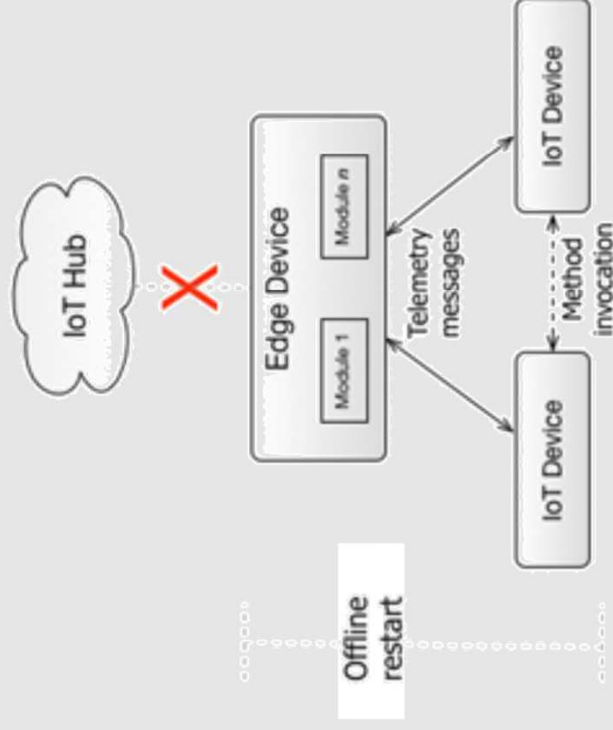 IoT Hub
Edge Device
Module 1
Module n
Telemetry
messages
IoT Device
Method
invocation
IoT Device
Offline
restart